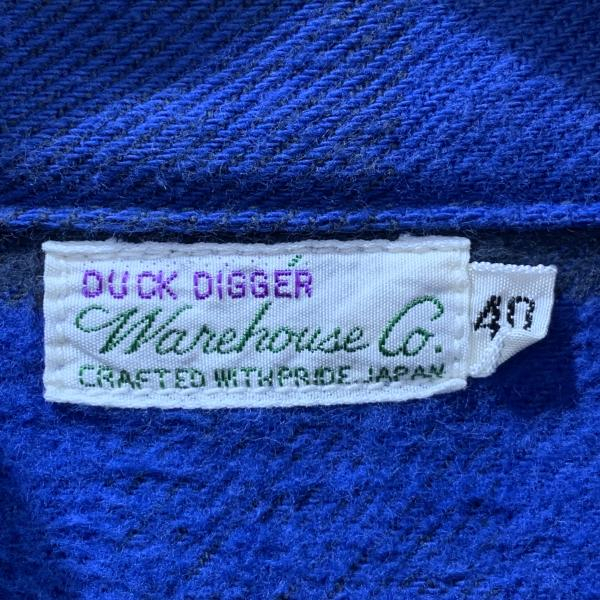 DUCK DIGGER
Warehouse Co.
CRAFTED WITH PRIDE JAPAN
40